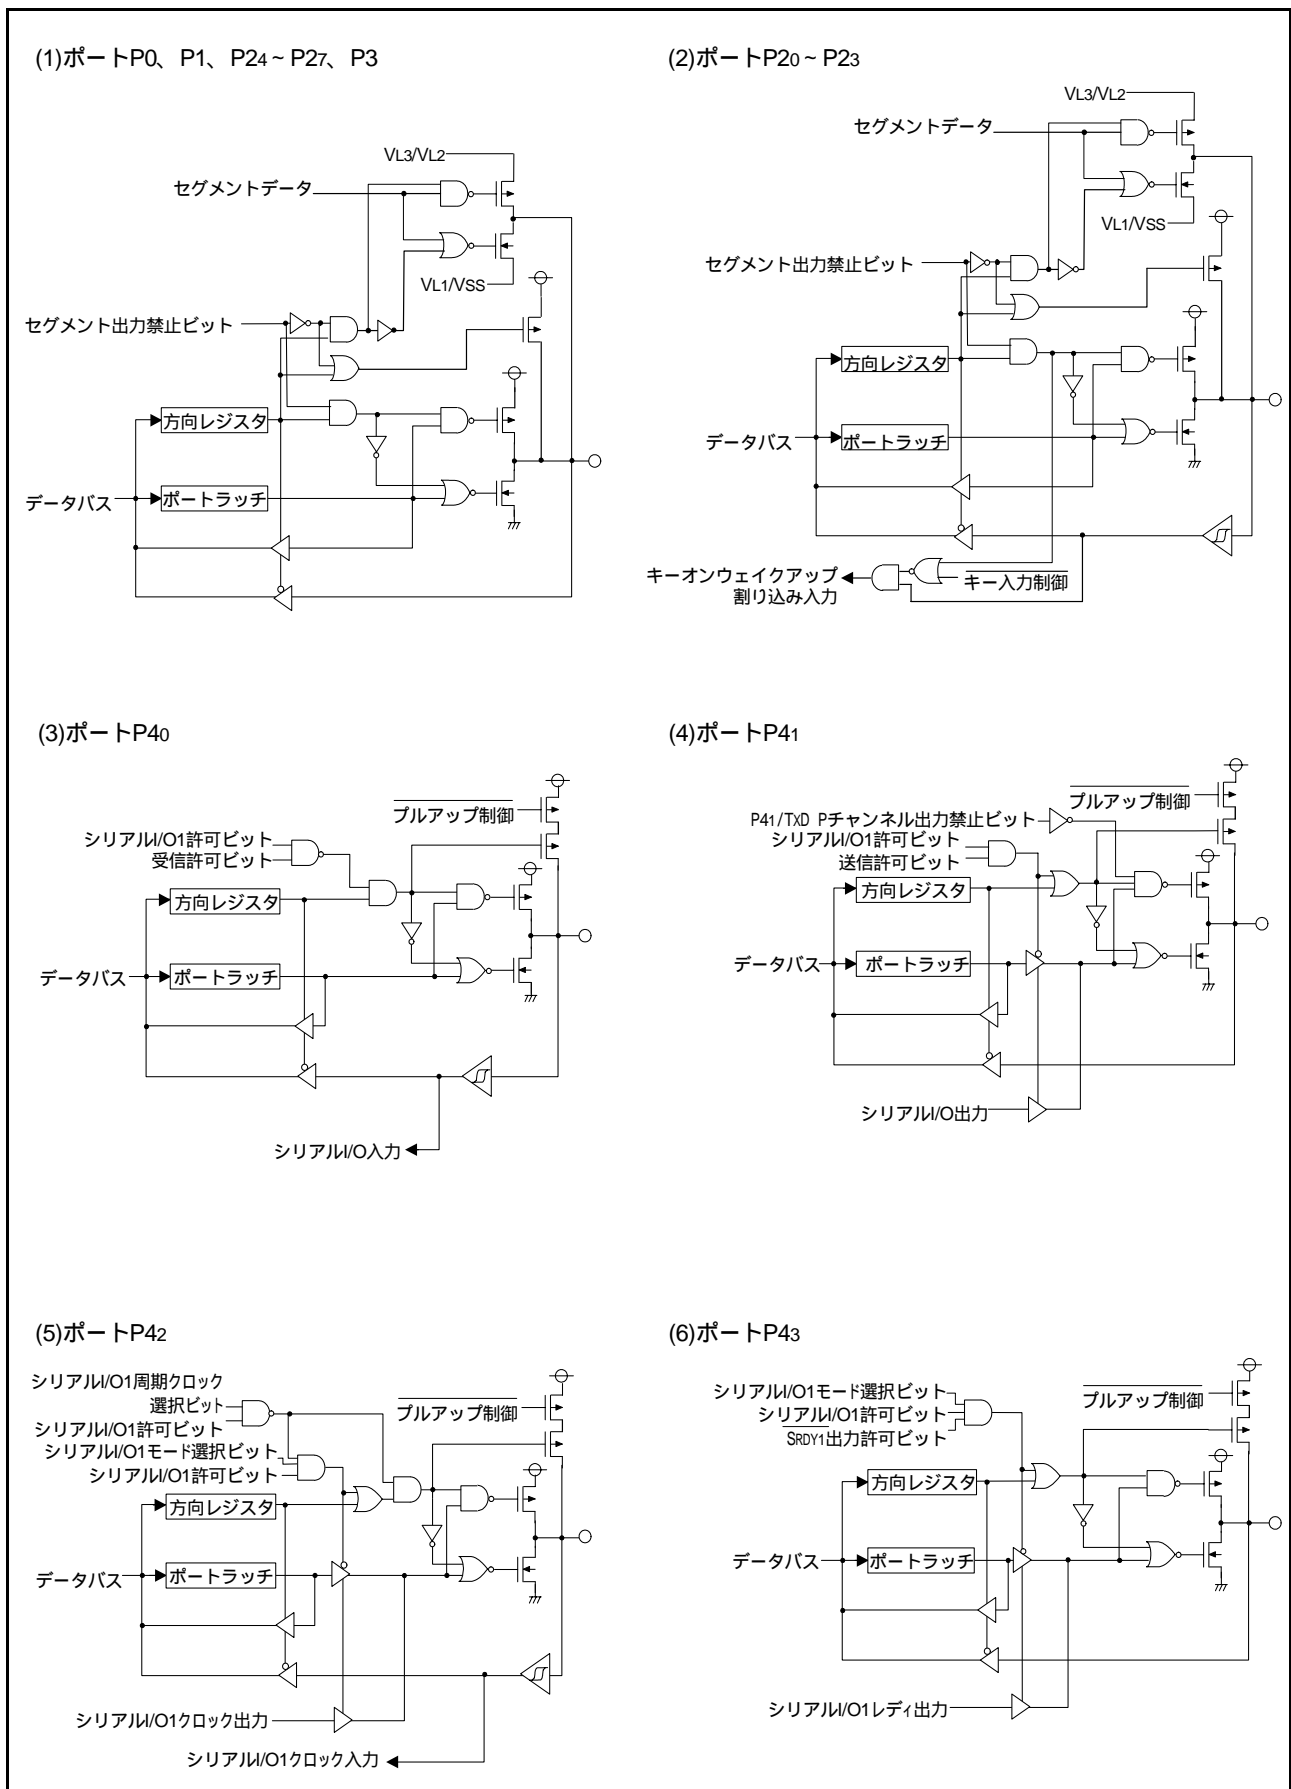 (1)ポートP0、P1、P24 ~ P27、P3
VL3/VL2
セグメントデータ
VL1/VSS
セグメント出力禁止ビット
方向レジスタ
データバス
ポートラッチ
(2)ポートP20 ~ P23
VL3/VL2
セグメントデータ
VL1/VSS
セグメント出力禁止ビット
方向レジスタ
データバス
ポートラッチ
キーオンウェイクアップ
割り込み入力
キー入力制御
(3)ポートP40
プルアップ制御
シリアルI/O1許可ビット
受信許可ビット
方向レジスタ
データバス
ポートラッチ
シリアルI/O入力
(4)ポートP41
プルアップ制御
P41/TXD Pチャンネル出力禁止ビット
シリアルI/O1許可ビット
送信許可ビット
方向レジスタ
データバス
ポートラッチ
シリアルI/O出力
(5)ポートP42
シリアルI/O1周期クロック
選択ビット
シリアルI/O1許可ビット
シリアルI/O1モード選択ビット
シリアルI/O1許可ビット
プルアップ制御
方向レジスタ
データバス
ポートラッチ
シリアルI/O1クロック出力
シリアルI/O1クロック入力
(6)ポートP43
プルアップ制御
シリアルI/O1モード選択ビット
シリアルI/O1許可ビット
SRDY1出力許可ビット
方向レジスタ
データバス
ポートラッチ
シリアルI/O1レディ出力